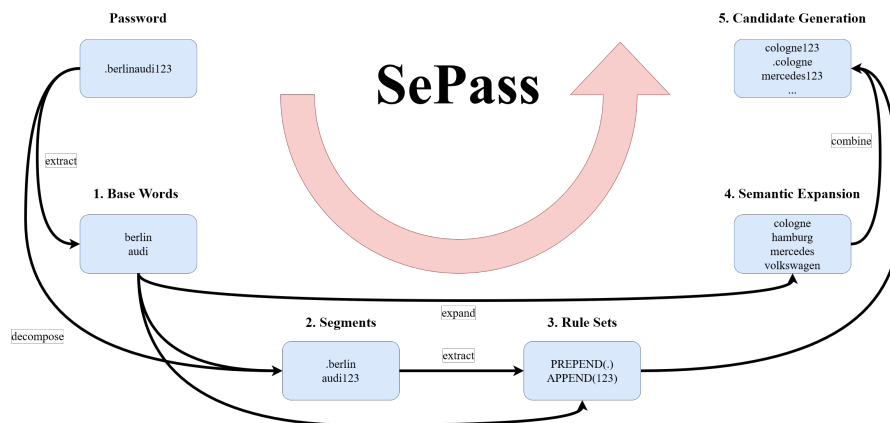 Password
5. Candidate Generation
.berlinaudi123
SePass
cologne123
.cologne
mercedes123
...
extract
combine
1. Base Words
4. Semantic Expansion
berlin
audi
cologne
hamburg
mercedes
volkswagen
expand
decompose
2. Segments
3. Rule Sets
.berlin
audi123
extract
PREPEND(.)
APPEND(123)